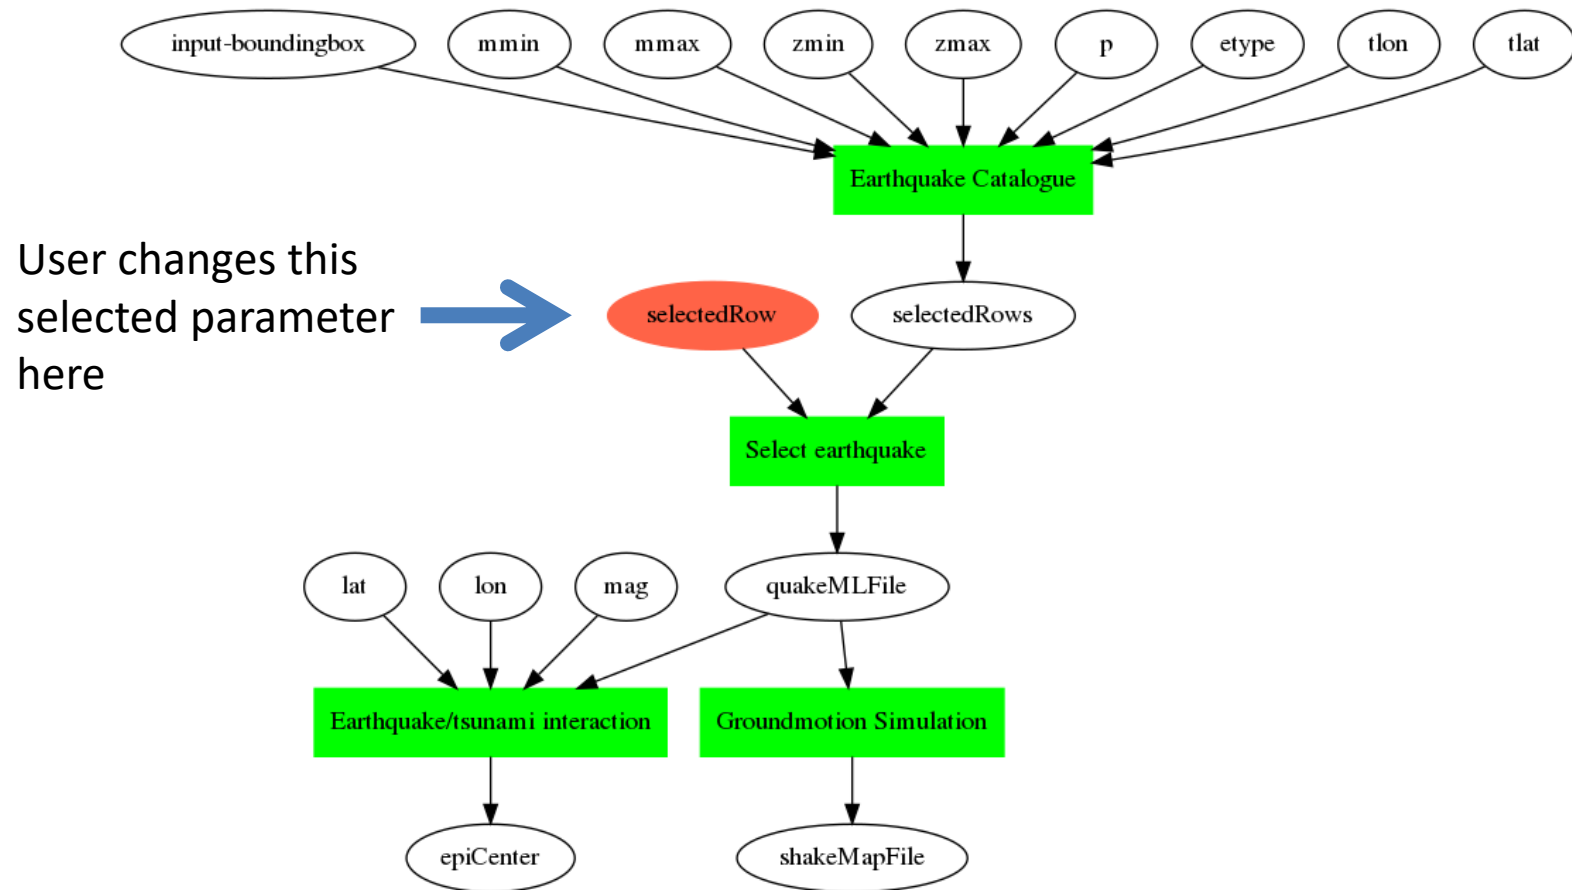 input-boundingbox
mmin
mmax
zmin
zmax
p
etype
tlon
tlat
Earthquake Catalogue
User changes this
selected parameter
here
selectedRow
selectedRows
Select earthquake
lat
lon
mag
quakeMLFile
Earthquake/tsunami interaction
Groundmotion Simulation
epiCenter
shakeMapFile